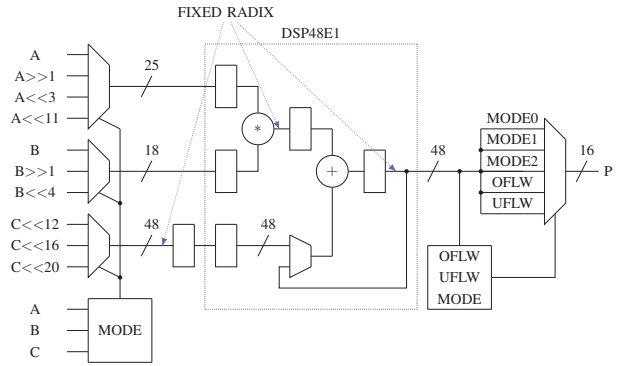 FIXED RADIX
DSP48E1
A
A>>1
A<<3
A<<11
25
*
B
B>>1
B<<4
18
+
C<<12
C<<16
C<<20
48
48
48
MODE0
MODE1
MODE2
OFLW
UFLW
16
P
OFLW
UFLW
MODE
A
B
C
MODE